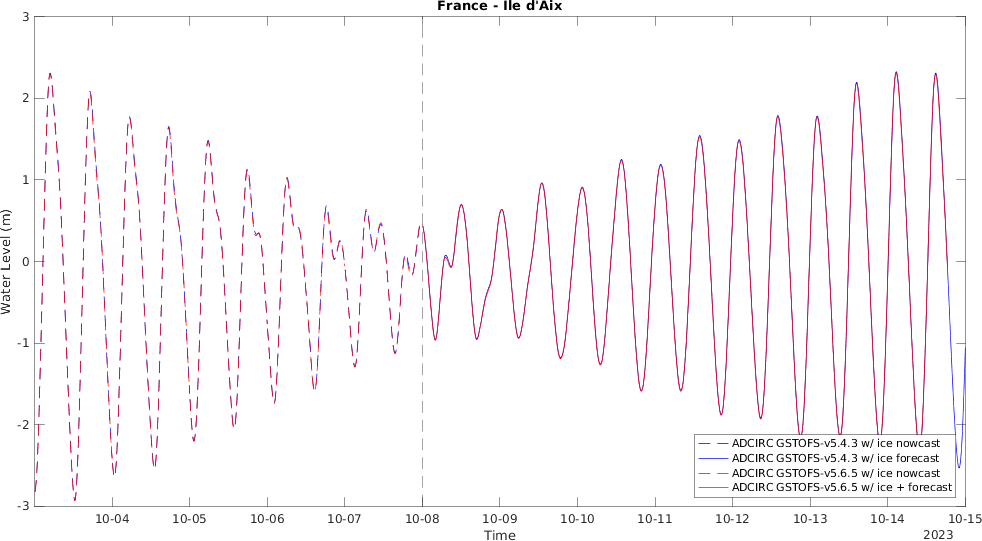 France - Ile d'Aix
3
2
1
0
-1
-2
-3
Water Level (m)
10-04 10-05 10-06 10-07 10-08 10-09 10-10 10-11 10-12 10-13 10-14 10-15
Time
2023
ADCIRC GSTOFS-v5.4.3 w/ ice nowcast
ADCIRC GSTOFS-v5.4.3 w/ ice forecast
ADCIRC GSTOFS-v5.6.5 w/ ice nowcast
ADCIRC GSTOFS-v5.6.5 w/ ice + forecast